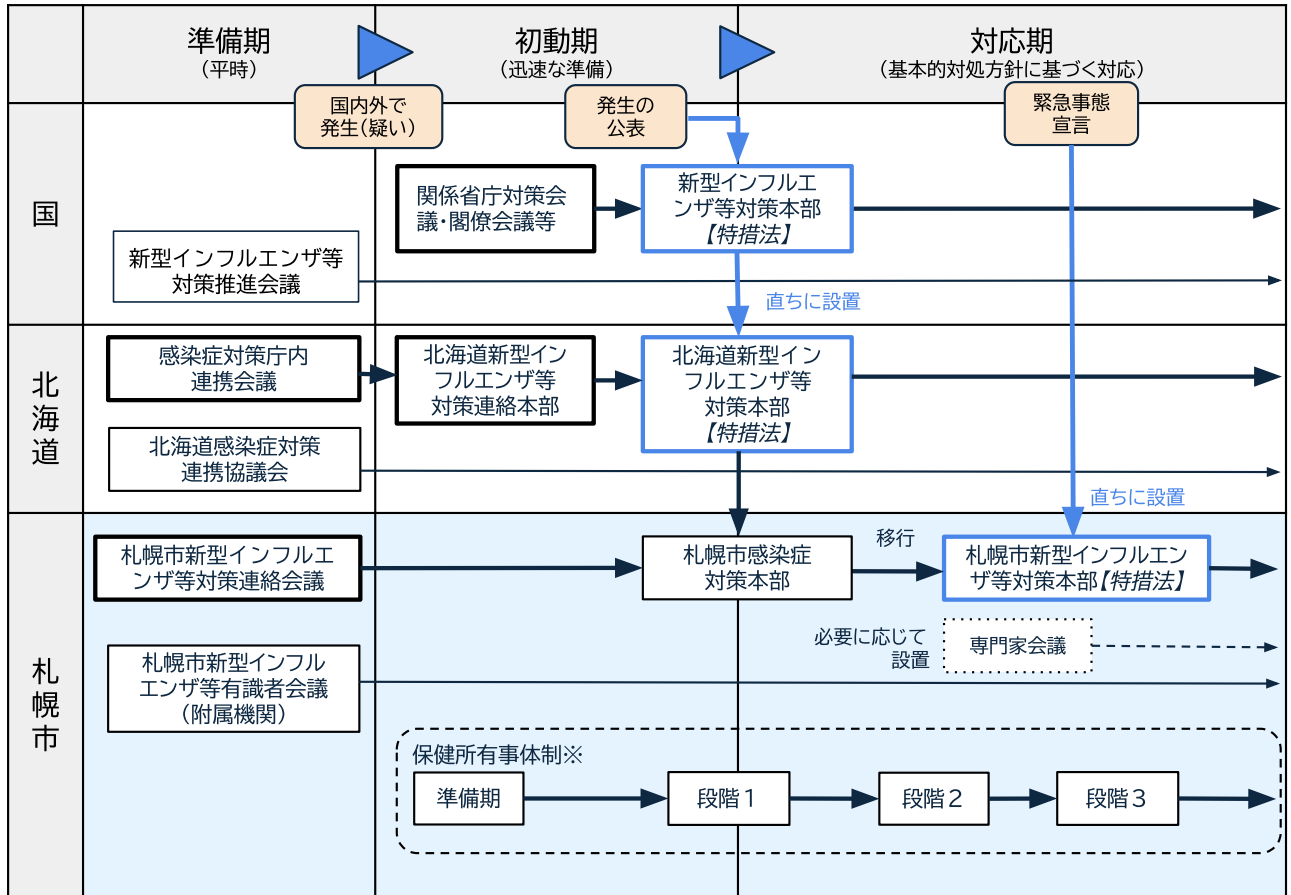 準備期
（平時）
初動期
（迅速な準備）
対応期
（基本的対処方針に基づく対応）
国内外で
発生（疑い）
発生の
公表
緊急事態
宣言
国
関係省庁対策会
議・閣僚会議等
新型インフルエ
ンザ等対策本部
【特措法】
新型インフルエンザ等
対策推進会議
直ちに設置
北海道
感染症対策庁内
連携会議
北海道新型イン
フルエンザ等
対策連絡本部
北海道新型イン
フルエンザ等
対策本部
【特措法】
北海道感染症対策
連携協議会
直ちに設置
札幌市
札幌市新型インフルエ
ンザ等対策連絡会議
札幌市感染症
対策本部
移行
札幌市新型インフルエン
ザ等対策本部【特措法】
必要に応じて
設置
専門家会議
札幌市新型インフル
エンザ等有識者会議
（附属機関）
保健所有事体制※
準備期
段階１
段階２
段階３